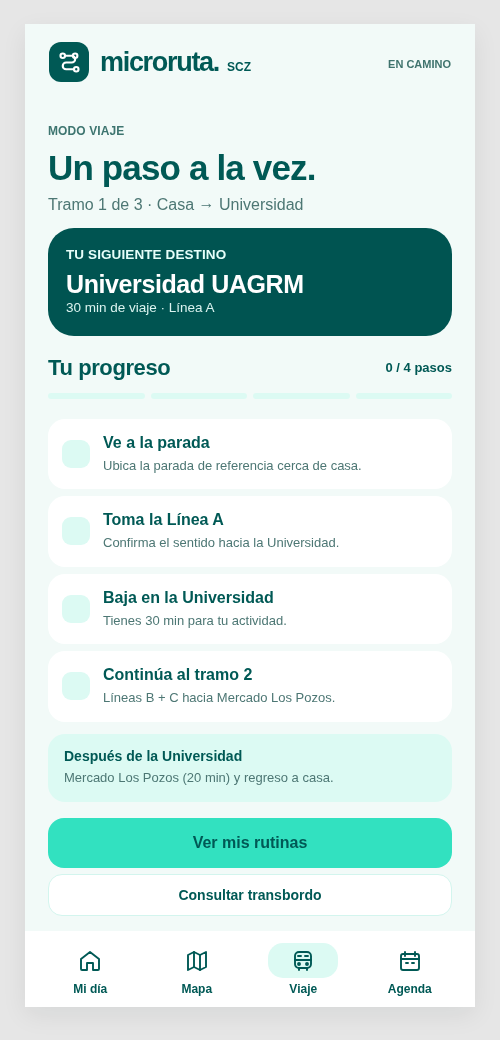 microruta. SCZ
EN CAMINO
MODO VIAJE
Un paso a la vez.
Tramo 1 de 3 · Casa → Universidad
TU SIGUIENTE DESTINO
Universidad UAGRM
30 min de viaje · Línea A
Tu progreso
0 / 4 pasos
Ve a la parada
Ubica la parada de referencia cerca de casa.
Toma la Línea A
Confirma el sentido hacia la Universidad.
Baja en la Universidad
Tienes 30 min para tu actividad.
Continúa al tramo 2
Líneas B + C hacia Mercado Los Pozos.
Después de la Universidad
Mercado Los Pozos (20 min) y regreso a casa.
Ver mis rutinas
Consultar transbordo
Mi día
Mapa
Viaje
Agenda